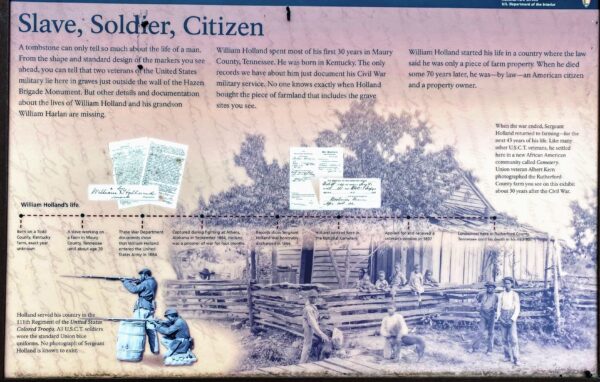 U.S. Department of the Interior
Slave, Soldier, Citizen
A tombstone can only tell so much about the life of a man.
From the shape and standard design of the markers you see
ahead, you can tell that two veterans of the United States
military lie here in graves just outside the wall of the Hazen
Brigade Monument. But other details and documentation
about the lives of William Holland and his grandson
William Harlan are missing.
William Holland spent most of his first 30 years in Maury
County, Tennessee. He was born in Kentucky. The only
records we have about him just document his Civil War
military service. No one knows exactly when Holland
bought the piece of farmland that includes the grave
sites you see.
William Holland started his life in a country where the law
said he was only a piece of farm property. When he died
some 70 years later, he was—by law—an American citizen
and a property owner.
When the war ended, Sergeant
Holland returned to farming—for the
next 43 years of his life. Like many
other U.S.C.T. veterans, he settled
here in a new African American
community called Cemetery.
Union veteran Albert Kern
photographed the Rutherford
County farm you see on this exhibit
about 30 years after the Civil War.
William Holland's life.
Born on a Todd
County, Kentucky
farm, exact year
unknown
A slave working on
a farm in Maury
County, Tennessee
until about age 30
These War Department
documents show
that William Holland
entered the United
States Army in 1864.
Captured during fighting at Athens,
Alabama in September 1864, Holland
was a prisoner of war for four months
Records show Sergeant
Holland was honorably
discharged in 1866.
Holland worked here in
the National Cemetery
Applied for and received a
veteran's pension in 1897
Lived here in Rutherford County,
Tennessee until his death in
Holland served his country in the
111th Regiment of the United States
Colored Troops. All U.S.C.T. soldiers
wore the standard Union blue
uniforms. No photograph of Sergeant
Holland is known to exist.